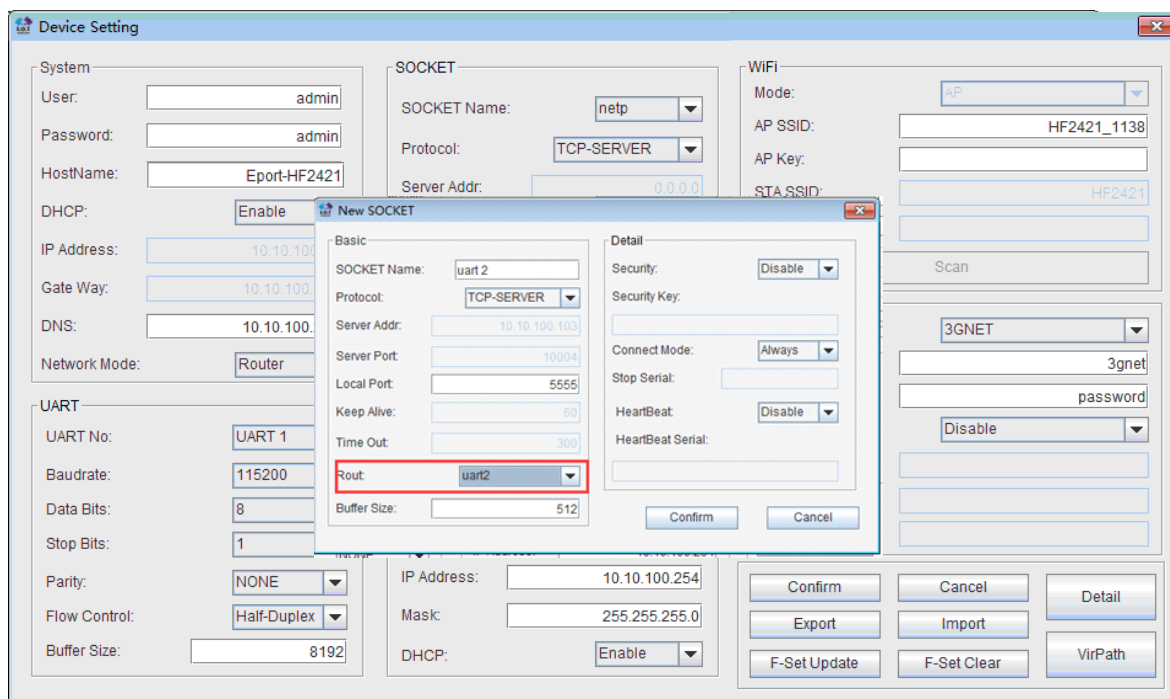 Device Setting
System
User: admin
Password: admin
HostName: Eport-HF2421
DHCP: Enable
IP Address:
Gate Way:
DNS:
Network Mode: Router
UART
UART No: UART 1
Baudrate: 115200
Data Bits: 8
Stop Bits: 1
Parity: NONE
Flow Control: Half-Duplex
Buffer Size: 8192
SOCKET
SOCKET Name: netp
Protocol: TCP-SERVER
Server Addr: 0.0.0.0
New SOCKET
Basic
SOCKET Name: uart 2
Protocol: TCP-SERVER
Server Addr: 10.10.100.103
Server Port: 10004
Local Port: 5555
Keep Alive: 60
Time Out: 300
Rout: uart2
Buffer Size: 512
Detail
Security: Disable
Security Key:
Connect Mode: Always
Stop Serial:
HeartBeat: Disable
HeartBeat Serial:
Confirm Cancel
IP Address: 10.10.100.254
Mask: 255.255.255.0
DHCP: Enable
WiFi
Mode: AP
AP SSID: HF2421_1138
AP Key:
STA SSID: HF2421
Scan
3GNET
3gnet
password
Disable
Confirm Cancel Detail
Export Import
F-Set Update F-Set Clear VirPath